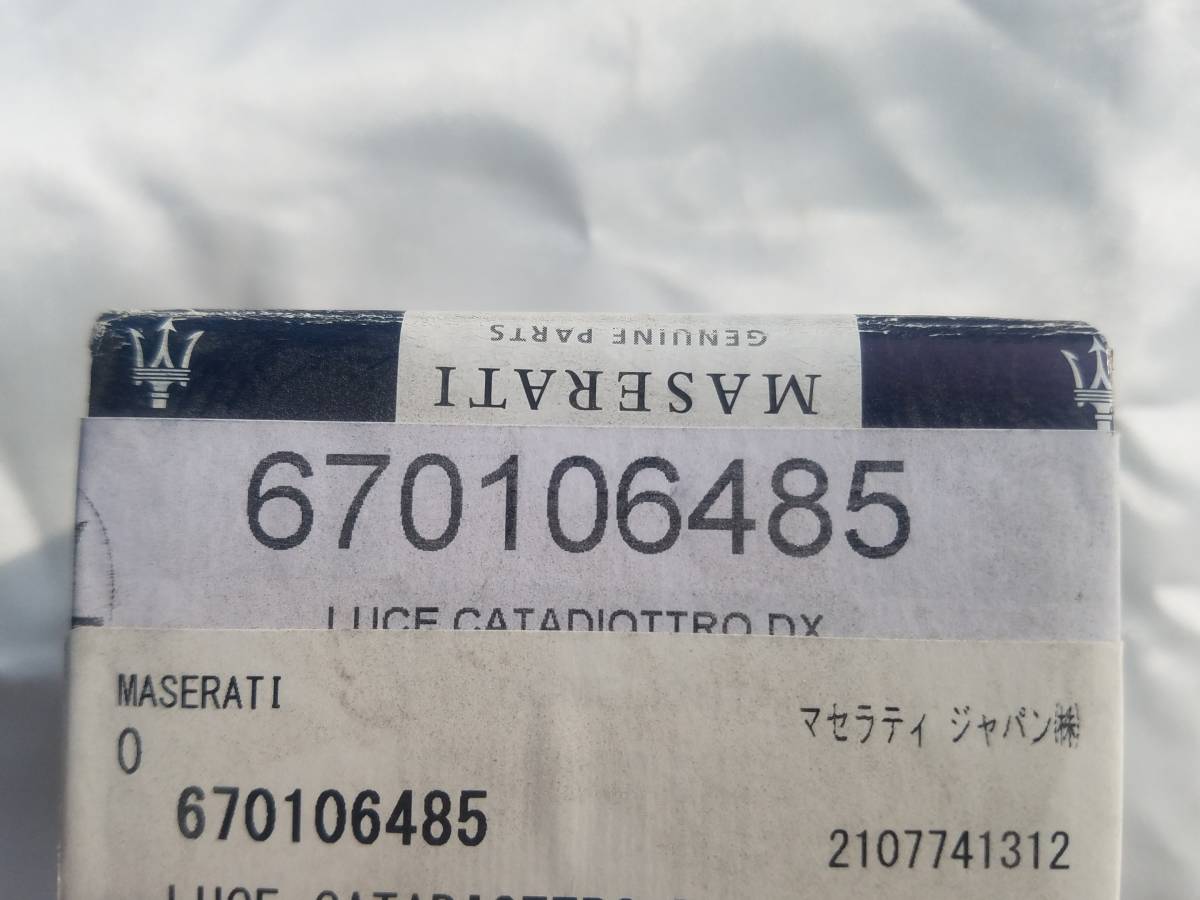 GENUINE PARTS
MASERATI
670106485
LUCE CATADIOTTRO DX
MASERATI
マセラティ ジャパン㈱
0
670106485
2107741312
LUCE